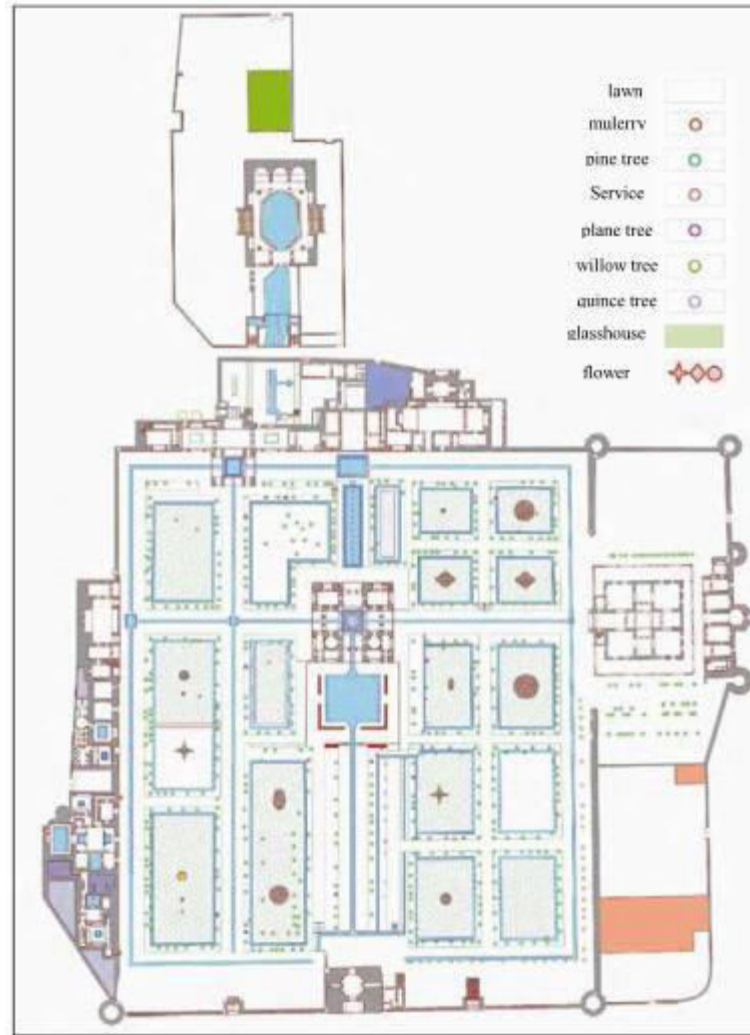 lawn
mulerry
pine tree
Service
plane tree
willow tree
quince tree
glasshouse
flower